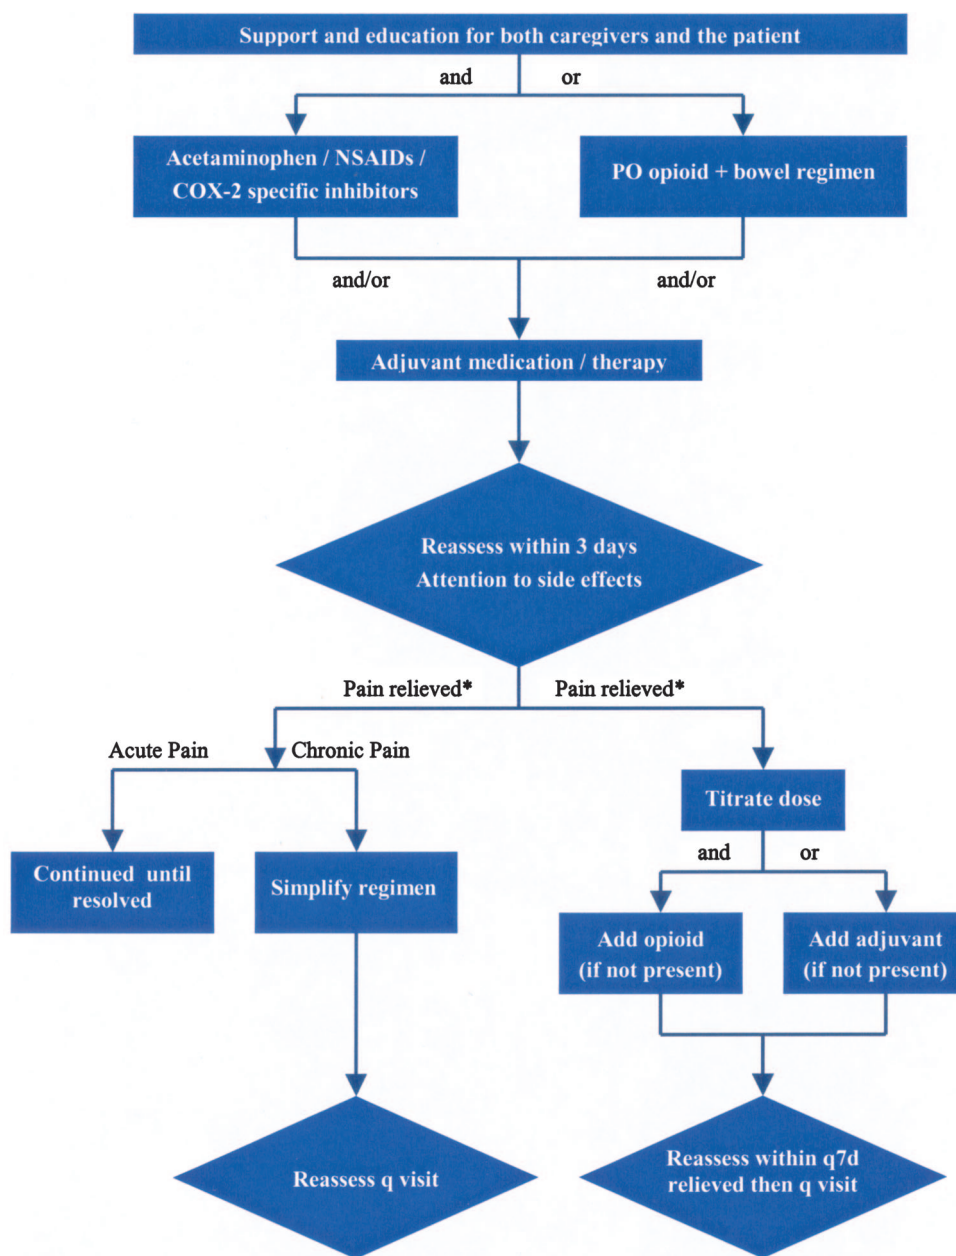 Support and education for both caregivers and the patient
and or
Acetaminophen / NSAIDs /
COX-2 specific inhibitors
PO opioid + bowel regimen
and/or and/or
Adjuvant medication / therapy
Reassess within 3 days
Attention to side effects
Pain relieved* Pain relieved*
Acute Pain Chronic Pain
Titrate dose
and or
Continued until
resolved
Simplify regimen
Add opioid
(if not present)
Add adjuvant
(if not present)
Reassess q visit
Reassess within q7d
relieved then q visit